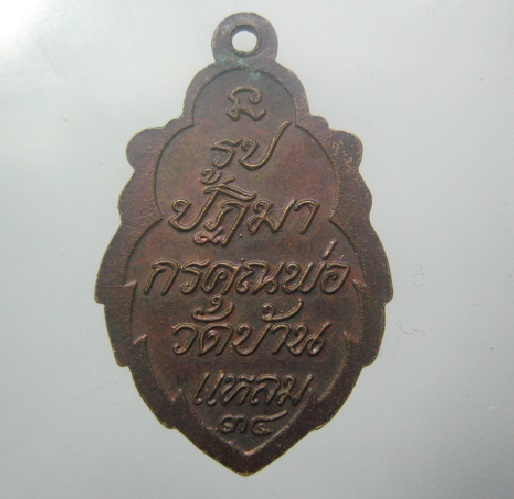 รูป
ปั้ฏิมา
กรคุณพ่อ
วัดบ้าน
แหลม
๓๔